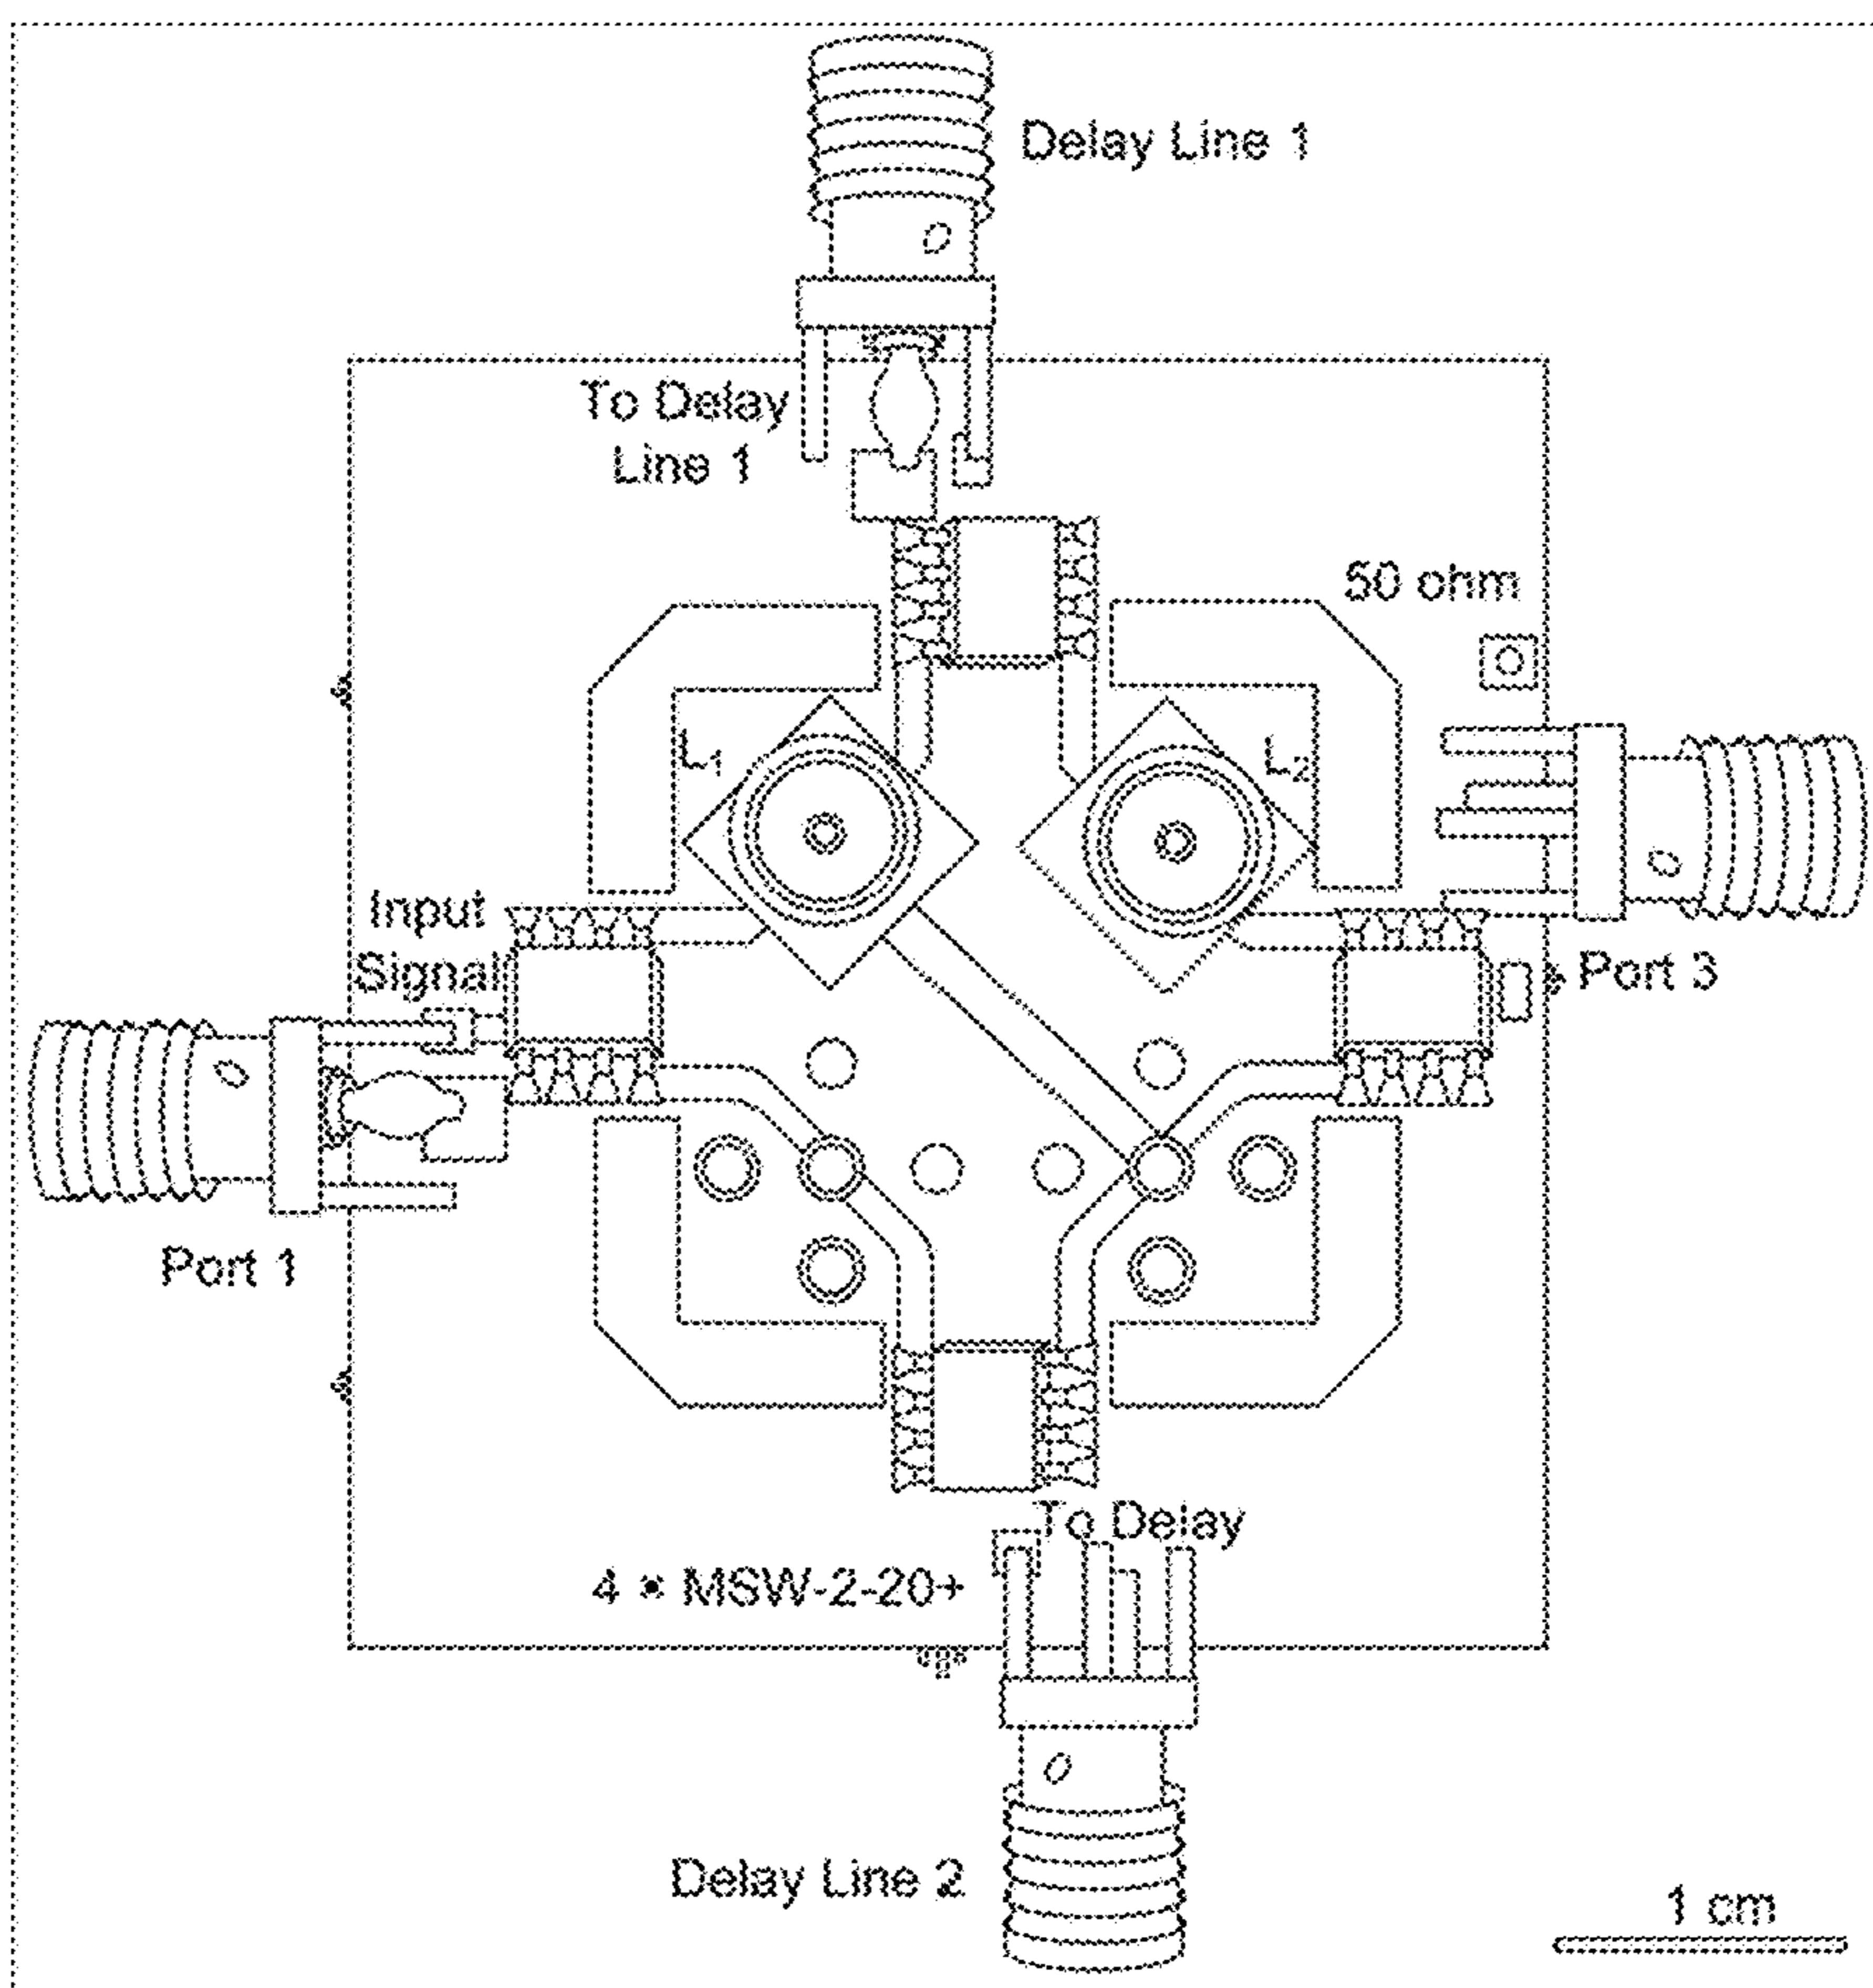 Delay Line 1
To Delay
Line 1
50 ohm
L1
L2
Input
Signal
Port 3
Port 1
To Delay
4 × MSW-2-20+
Delay Line 2
1 cm